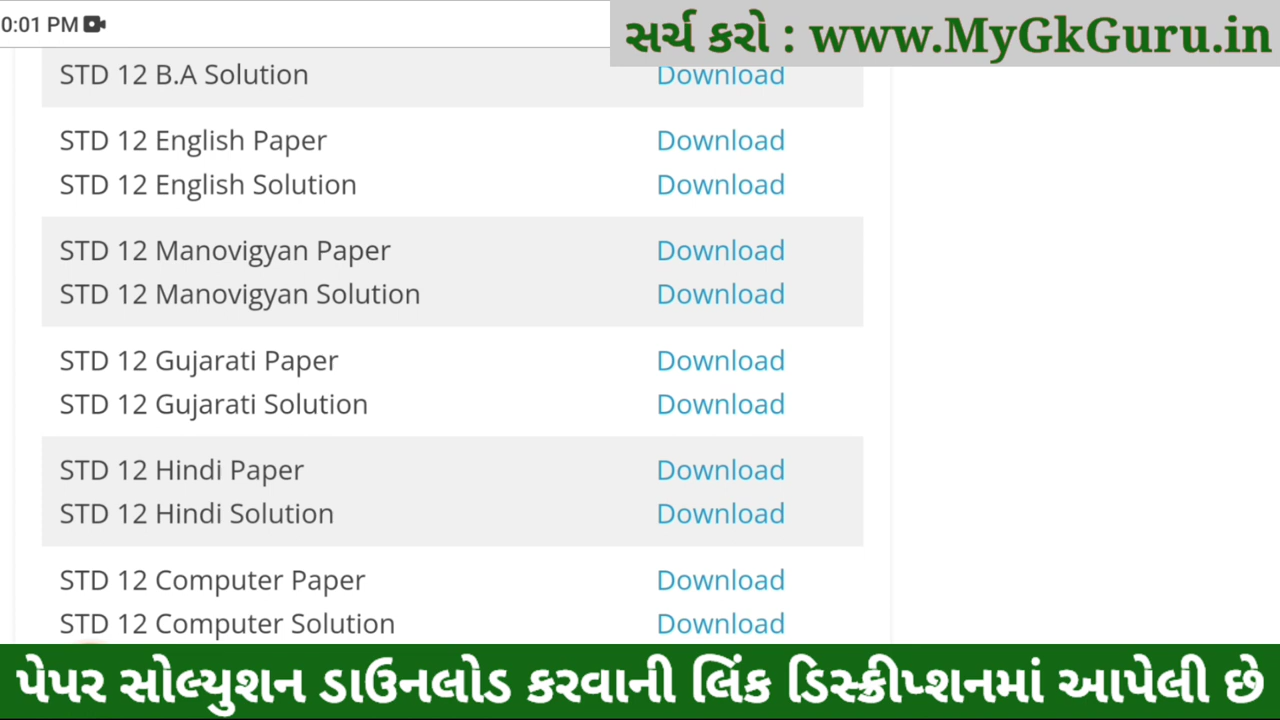 0:01 PM
સર્ચ કરો : www.MyGkGuru.in
STD 12 B.A Solution Download
STD 12 English Paper Download
STD 12 English Solution Download
STD 12 Manovigyan Paper Download
STD 12 Manovigyan Solution Download
STD 12 Gujarati Paper Download
STD 12 Gujarati Solution Download
STD 12 Hindi Paper Download
STD 12 Hindi Solution Download
STD 12 Computer Paper Download
STD 12 Computer Solution Download
પેપર સોલ્યુશન ડાઉનલોડ કરવાની લિંક ડિસ્ક્રીપ્શનમાં આપેલી છે